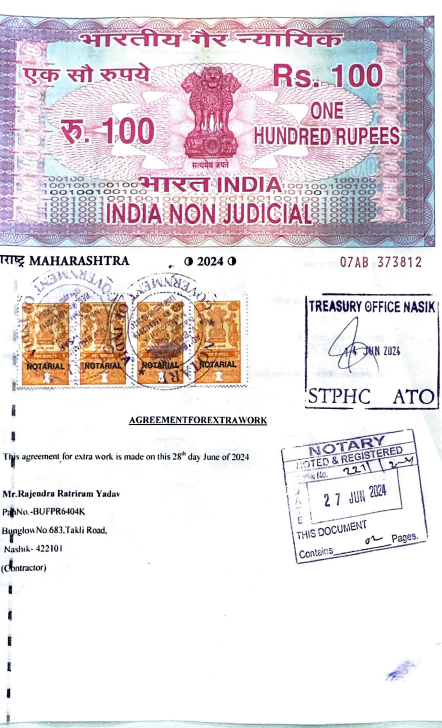 भारतीय गैर न्यायिक
एक सौ रुपये
Rs. 100
रु. 100
ONE
HUNDRED RUPEES
सत्यमेव जयते
भारत INDIA
INDIA NON JUDICIAL
MAHARASHTRA
2024
07AB 373812
NOTARIAL NOTARIAL NOTARIAL NOTARIAL
TREASURY OFFICE NASIK
14 JUN 2024
STPHC ATO
AGREEMENTFOREXTRAWORK
This agreement for extra work is made on this 28th day June of 2024
NOTARY
NOTED & REGISTERED
221
DATE
27 JUN 2024
THIS DOCUMENT
Contains 02 Pages.
Mr.Rajendra Ratriram Yadav
PanNo.-BUFPR6404K
BunglowNo.683,Takli Road,
Nashik- 422101
(Contractor)